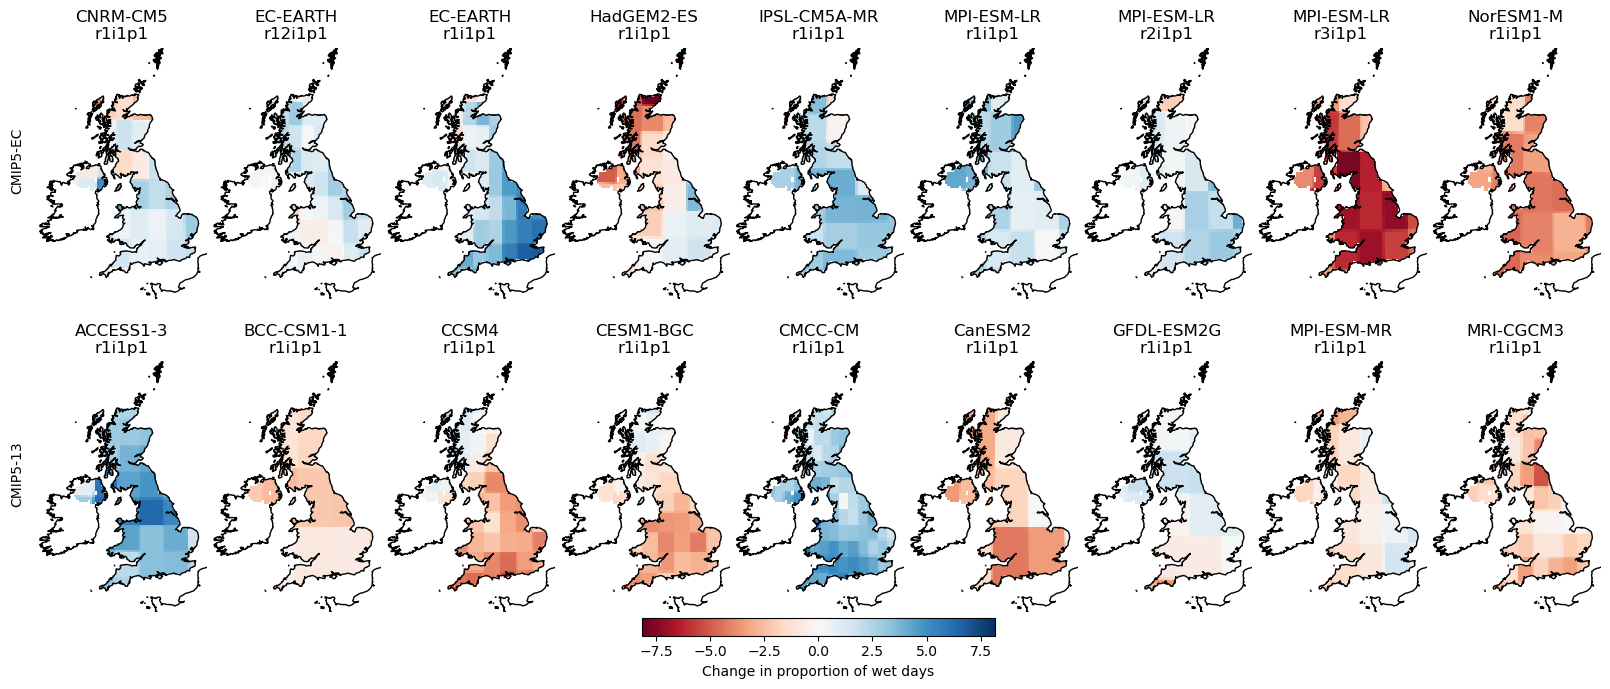 CNRM-CM5
r1i1p1
EC-EARTH
r12i1p1
EC-EARTH
r1i1p1
HadGEM2-ES
r1i1p1
IPSL-CM5A-MR
r1i1p1
MPI-ESM-LR
r1i1p1
MPI-ESM-LR
r2i1p1
MPI-ESM-LR
r3i1p1
NorESM1-M
r1i1p1
CMIP5-EC
ACCESS1-3
r1i1p1
BCC-CSM1-1
r1i1p1
CCSM4
r1i1p1
CESM1-BGC
r1i1p1
CMCC-CM
r1i1p1
CanESM2
r1i1p1
GFDL-ESM2G
r1i1p1
MPI-ESM-MR
r1i1p1
MRI-CGCM3
r1i1p1
CMIP5-13
−7.5 −5.0 −2.5 0.0 2.5 5.0 7.5
Change in proportion of wet days